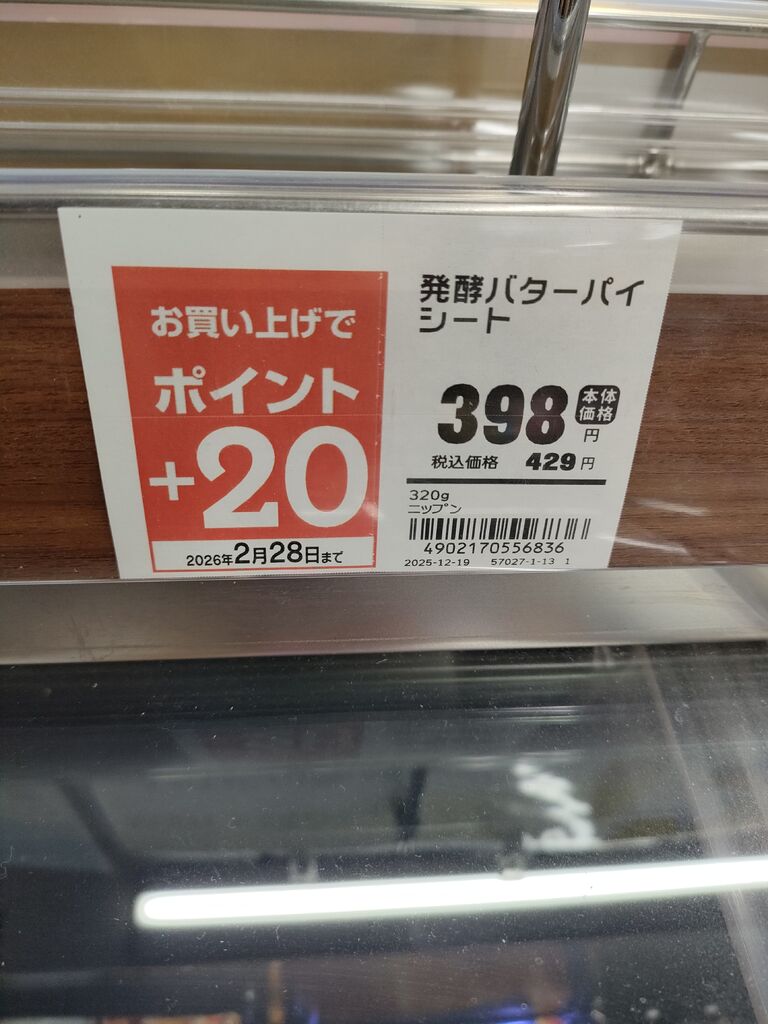 お買い上げで
ポイント
+20
2026年2月28日まで
発酵バターパイ
シート
398 本体価格 円
税込価格 429円
320g
ニップン
4902170556836
2025-12-19 57027-1-13 1